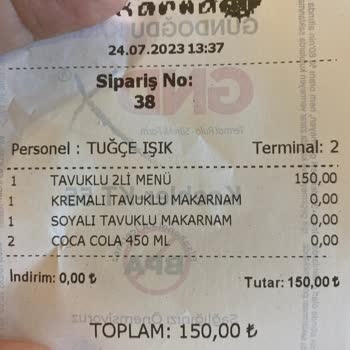 24.07.2023 13:37
Sipariş No:
38
Personel : TUĞÇE IŞIK Terminal: 2
1 TAVUKLU 2Lİ MENÜ 150,00
1 KREMALI TAVUKLU MAKARNAM 0,00
1 SOYALI TAVUKLU MAKARNAM 0,00
2 COCA COLA 450 ML 0,00
İndirim: 0,00 ₺ Tutar: 150,00 ₺
TOPLAM: 150,00 ₺